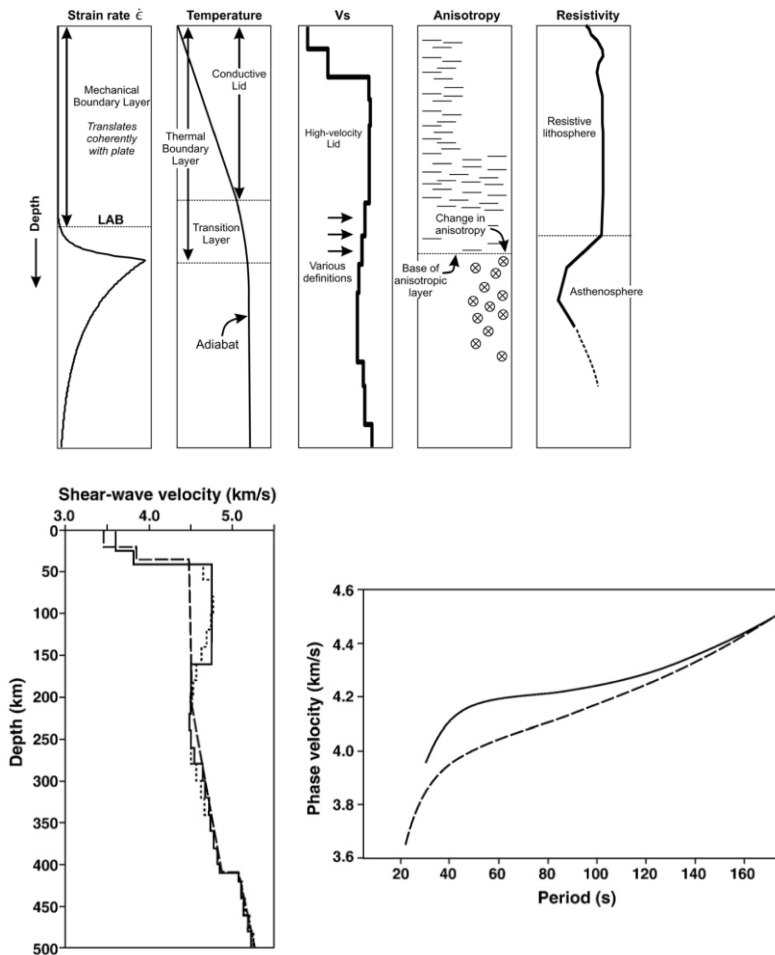 Strain rate ε̇
Temperature
Vs
Anisotropy
Resistivity
Depth
Mechanical
Boundary Layer
Translates
coherently
with plate
LAB
Conductive
Lid
Thermal
Boundary
Layer
Transition
Layer
Adiabat
High-velocity
Lid
Various
definitions
Change in
anisotropy
Base of
anisotropic
layer
Resistive
lithosphere
Asthenosphere
Shear-wave velocity (km/s)
3.0 4.0 5.0
Depth (km)
0
50
100
150
200
250
300
350
400
450
500
Phase velocity (km/s)
4.6
4.4
4.2
4.0
3.8
3.6
20 40 60 80 100 120 140 160
Period (s)